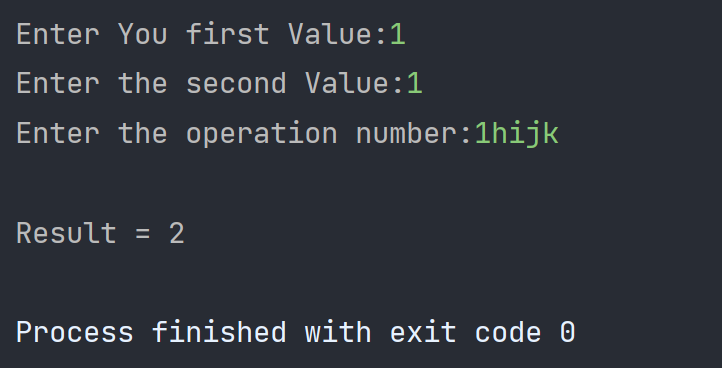 Enter You first Value:1
Enter the second Value:1
Enter the operation number:1hijk
Result = 2
Process finished with exit code 0